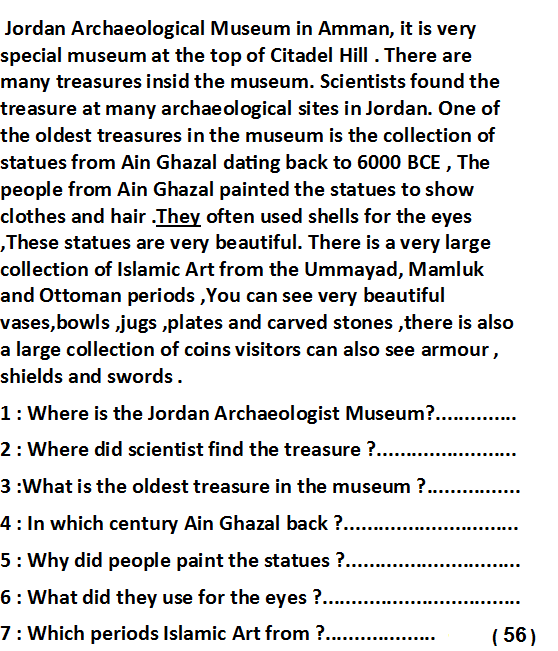 Jordan Archaeological Museum in Amman, it is very
special museum at the top of Citadel Hill . There are
many treasures insid the museum. Scientists found the
treasure at many archaeological sites in Jordan. One of
the oldest treasures in the museum is the collection of
statues from Ain Ghazal dating back to 6000 BCE , The
people from Ain Ghazal painted the statues to show
clothes and hair .They often used shells for the eyes
,These statues are very beautiful. There is a very large
collection of Islamic Art from the Ummayad, Mamluk
and Ottoman periods ,You can see very beautiful
vases,bowls ,jugs ,plates and carved stones ,there is also
a large collection of coins visitors can also see armour ,
shields and swords .
1 : Where is the Jordan Archaeologist Museum?..............
2 : Where did scientist find the treasure ?........................
3 :What is the oldest treasure in the museum ?................
4 : In which century Ain Ghazal back ?..............................
5 : Why did people paint the statues ?..............................
6 : What did they use for the eyes ?..................................
7 : Which periods Islamic Art from ?................... ( 56 )